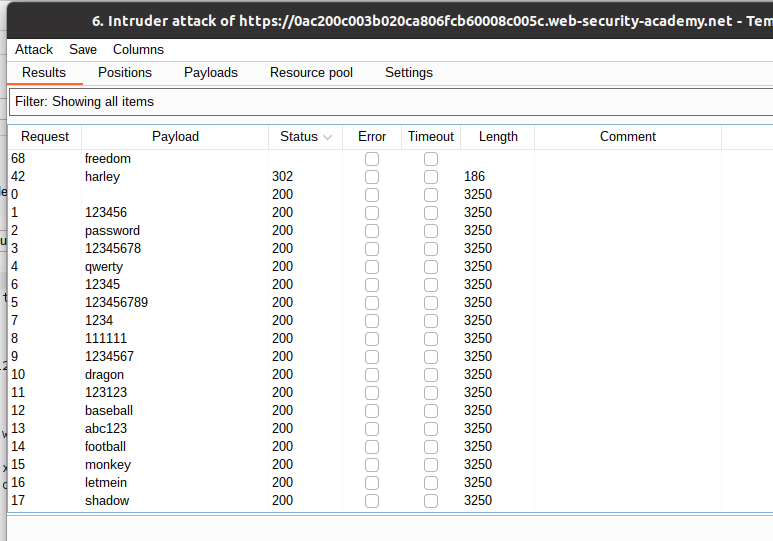 6. Intruder attack of https://0ac200c003b020ca806fcb60008c005c.web-security-academy.net - Tem
Attack Save Columns
Results Positions Payloads Resource pool Settings
Filter: Showing all items
Request Payload Status Error Timeout Length Comment
68 freedom
42 harley 302 186
0 200 3250
1 123456 200 3250
2 password 200 3250
3 12345678 200 3250
4 qwerty 200 3250
6 12345 200 3250
5 123456789 200 3250
7 1234 200 3250
8 111111 200 3250
9 1234567 200 3250
10 dragon 200 3250
11 123123 200 3250
12 baseball 200 3250
13 abc123 200 3250
14 football 200 3250
15 monkey 200 3250
16 letmein 200 3250
17 shadow 200 3250